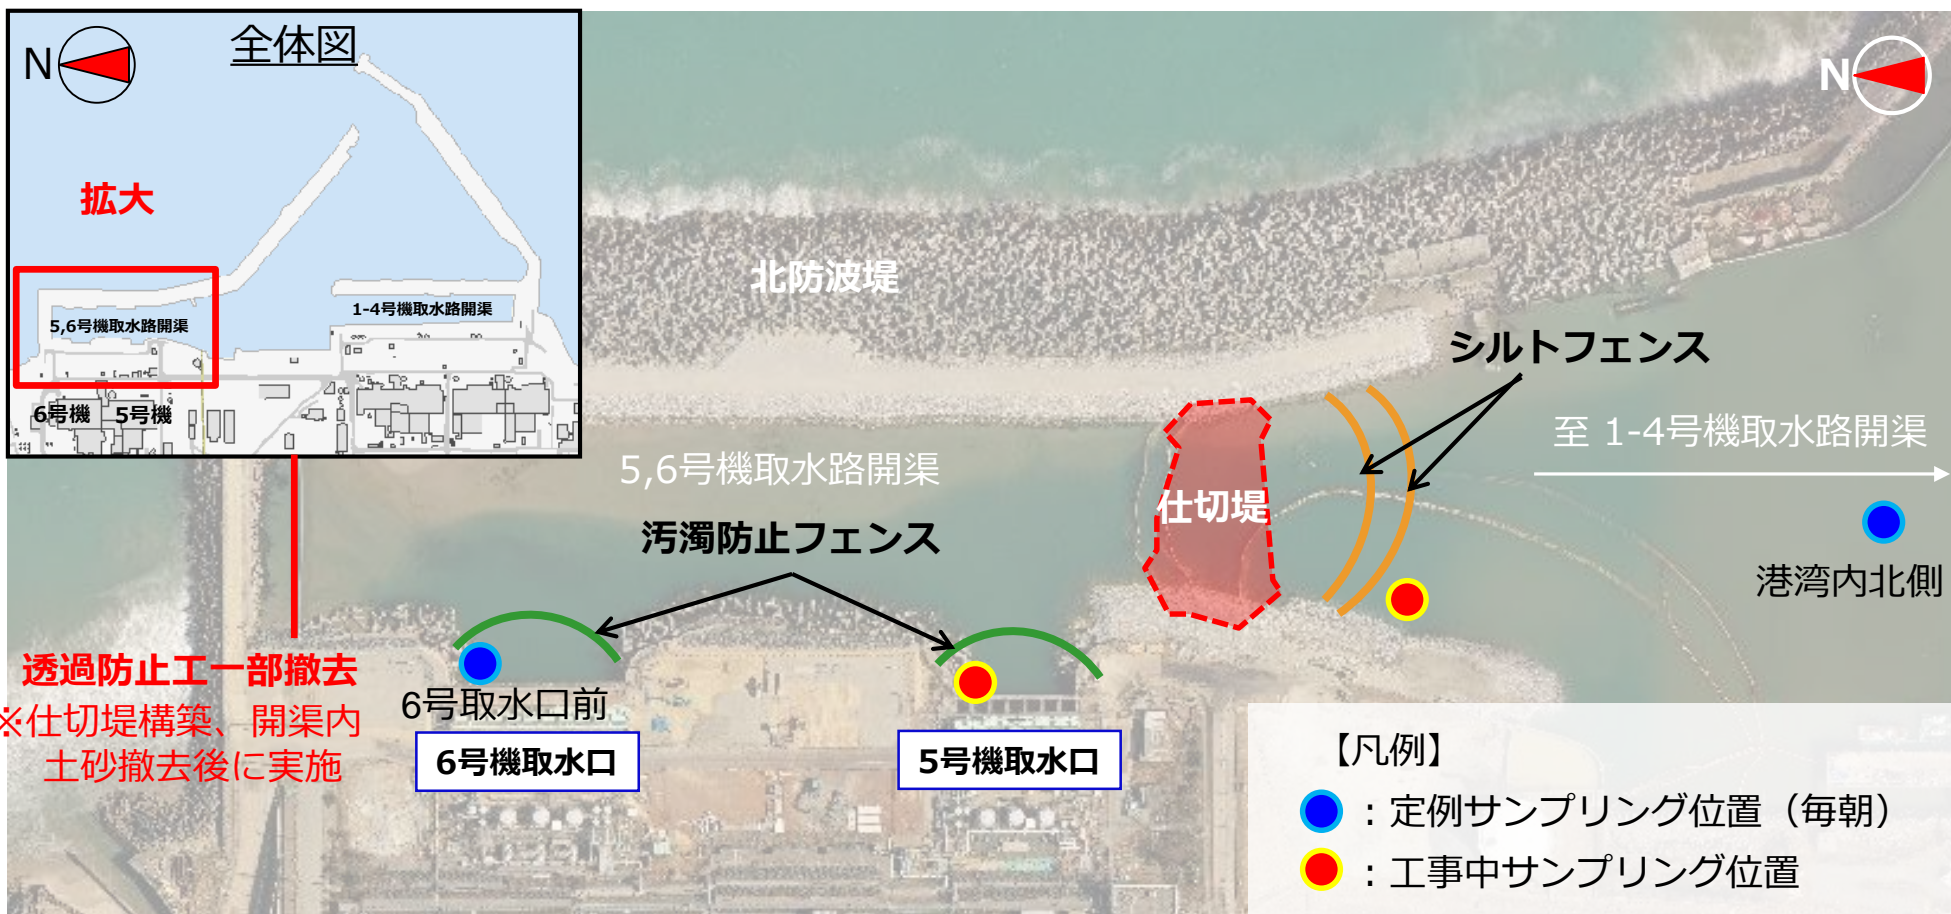 全体図
N
拡大
5,6号機取水路開渠
1-4号機取水路開渠
6号機
5号機
N
北防波堤
シルトフェンス
至 1-4号機取水路開渠
5,6号機取水路開渠
仕切堤
汚濁防止フェンス
港湾内北側
透過防止工一部撤去
※仕切堤構築、開渠内
土砂撤去後に実施
6号取水口前
6号機取水口
5号機取水口
【凡例】
：定例サンプリング位置（毎朝）
：工事中サンプリング位置